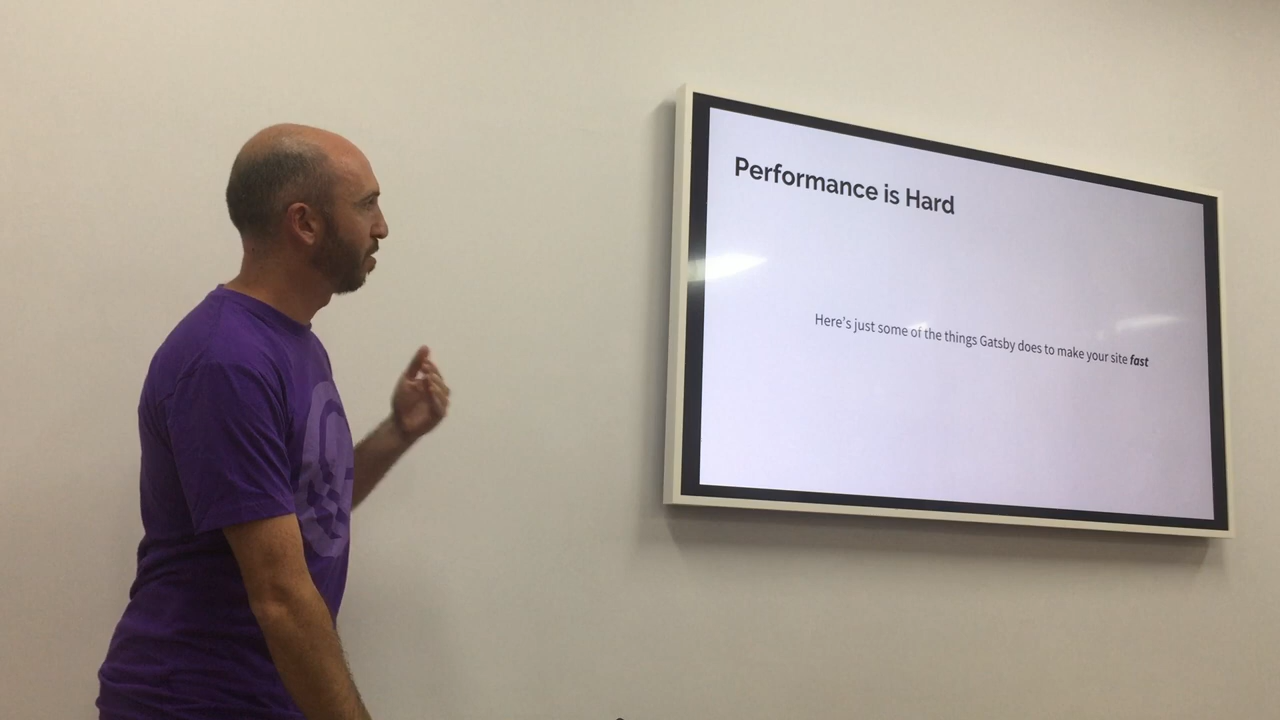 Performance is Hard
Here's just some of the things Gatsby does to make your site fast